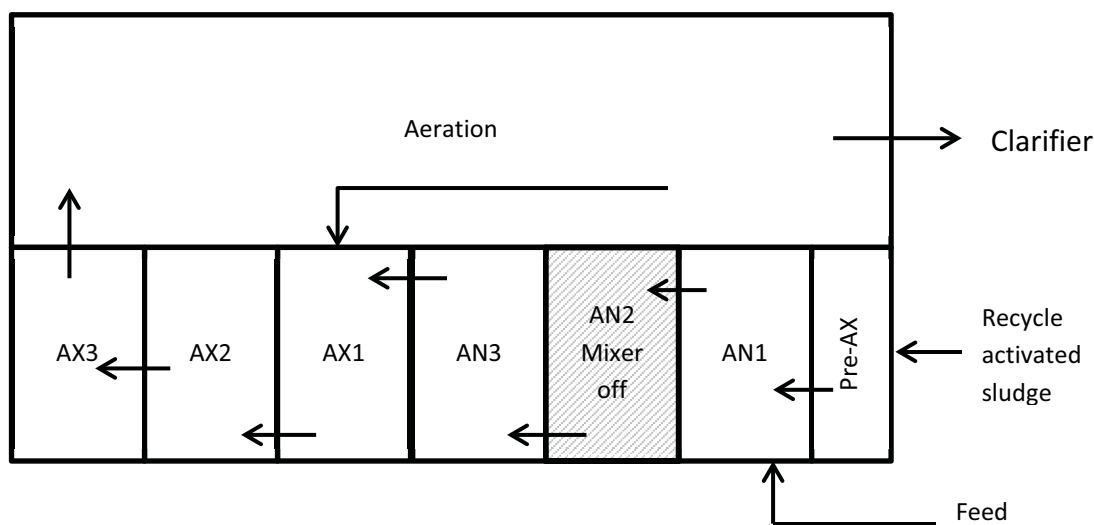 Aeration
Clarifier
AX3
AX2
AX1
AN3
AN2
Mixer
off
AN1
Pre-AX
Recycle
activated
sludge
Feed